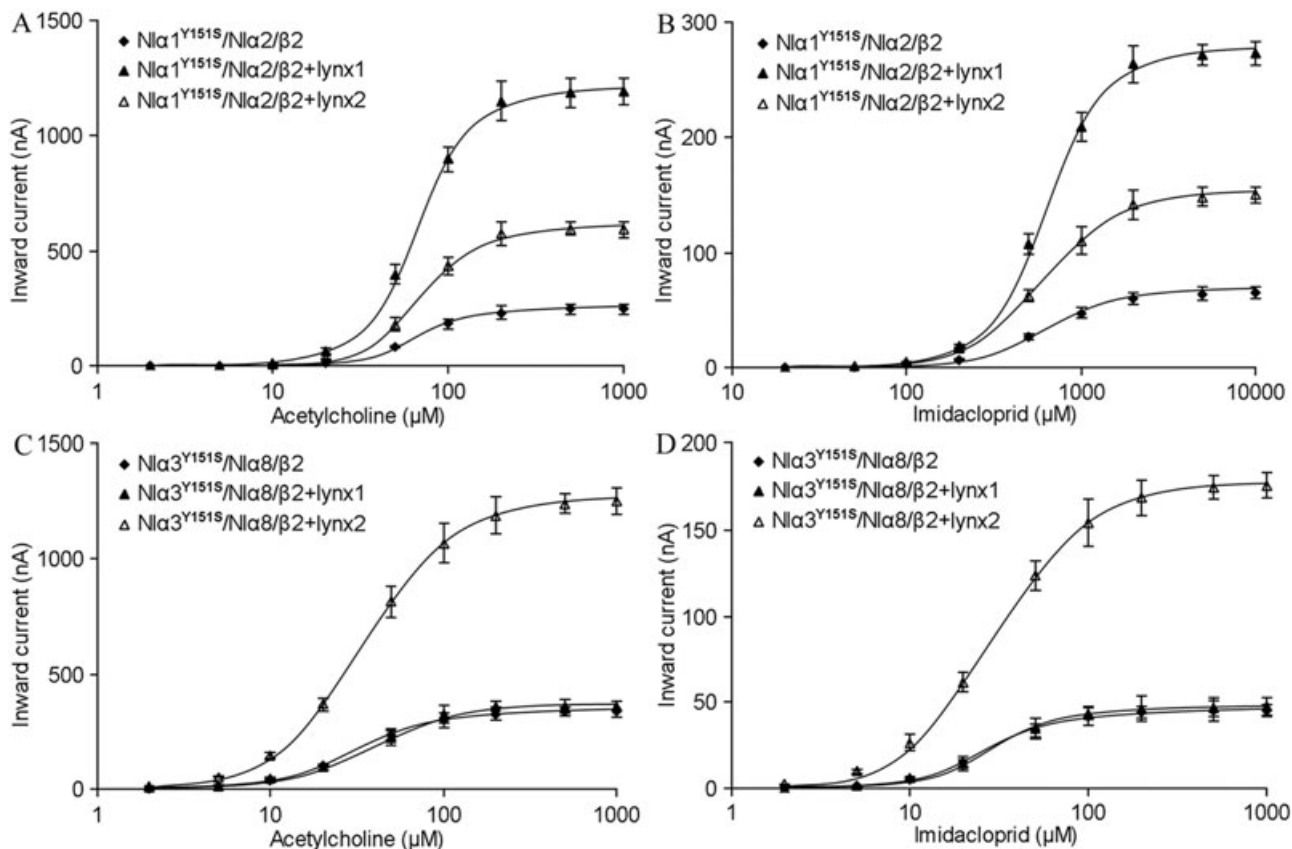 A
1500
1000
500
0
Inward current (nA)
Nlα1Y151S/Nlα2/β2
Nlα1Y151S/Nlα2/β2+lynx1
Nlα1Y151S/Nlα2/β2+lynx2
1 10 100 1000
Acetylcholine (µM)
B
300
200
100
0
Inward current (nA)
Nlα1Y151S/Nlα2/β2
Nlα1Y151S/Nlα2/β2+lynx1
Nlα1Y151S/Nlα2/β2+lynx2
10 100 1000 10000
Imidacloprid (µM)
C
1500
1000
500
0
Inward current (nA)
Nlα3Y151S/Nlα8/β2
Nlα3Y151S/Nlα8/β2+lynx1
Nlα3Y151S/Nlα8/β2+lynx2
1 10 100 1000
Acetylcholine (µM)
D
200
150
100
50
0
Inward current (nA)
Nlα3Y151S/Nlα8/β2
Nlα3Y151S/Nlα8/β2+lynx1
Nlα3Y151S/Nlα8/β2+lynx2
1 10 100 1000
Imidacloprid (µM)